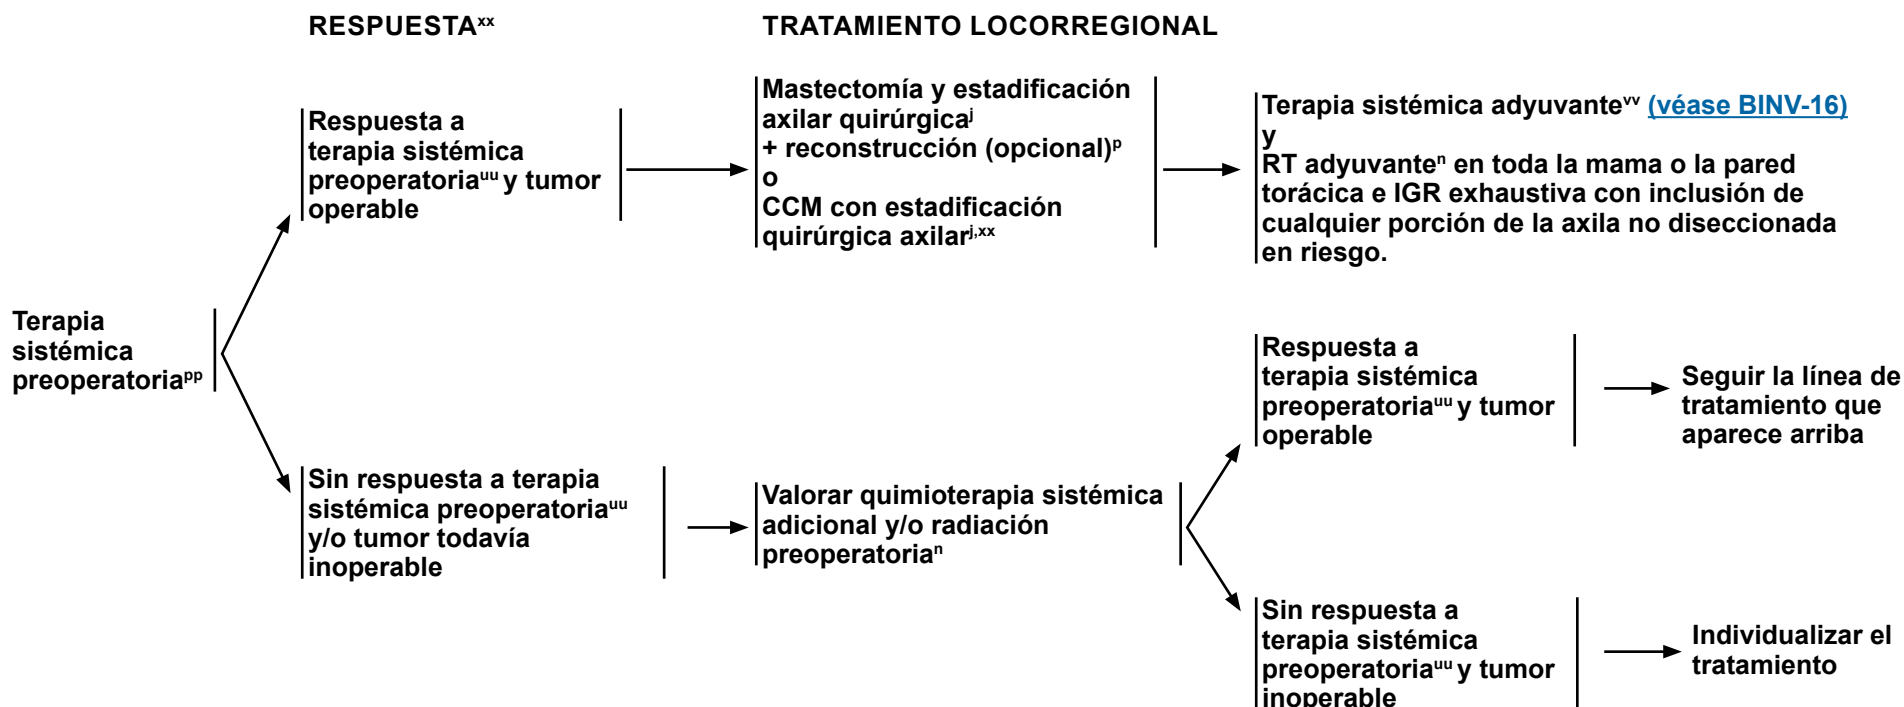 RESPUESTAxx
TRATAMIENTO LOCORREGIONAL
Terapia
sistémica
preoperatoriapp
Respuesta a
terapia sistémica
preoperatoriauu y tumor
operable
Mastectomía y estadificación
axilar quirúrgicaj
+ reconstrucción (opcional)p
o
CCM con estadificación
quirúrgica axilarj,xx
Terapia sistémica adyuvantevv (véase BINV-16)
y
RT adyuvanten en toda la mama o la pared
torácica e IGR exhaustiva con inclusión de
cualquier porción de la axila no diseccionada
en riesgo.
Sin respuesta a terapia
sistémica preoperatoriauu
y/o tumor todavía
inoperable
Valorar quimioterapia sistémica
adicional y/o radiación
preoperatorian
Respuesta a
terapia sistémica
preoperatoriauu y tumor
operable
Seguir la línea de
tratamiento que
aparece arriba
Sin respuesta a
terapia sistémica
preoperatoriauu y tumor
inoperable
Individualizar el
tratamiento